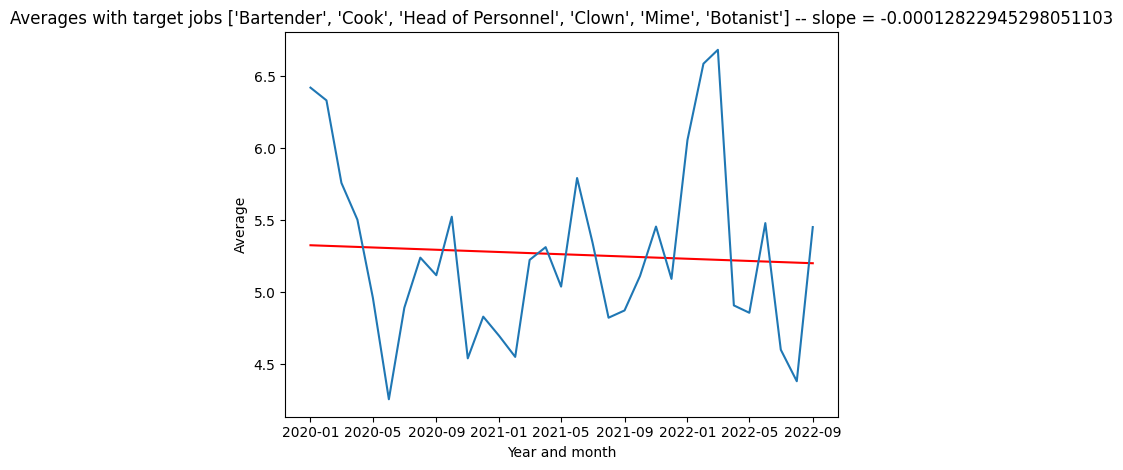 Averages with target jobs ['Bartender', 'Cook', 'Head of Personnel', 'Clown', 'Mime', 'Botanist'] -- slope = -0.00012822945298051103
6.5
6.0
5.5
5.0
4.5
Average
2020-01 2020-05 2020-09 2021-01 2021-05 2021-09 2022-01 2022-05 2022-09
Year and month